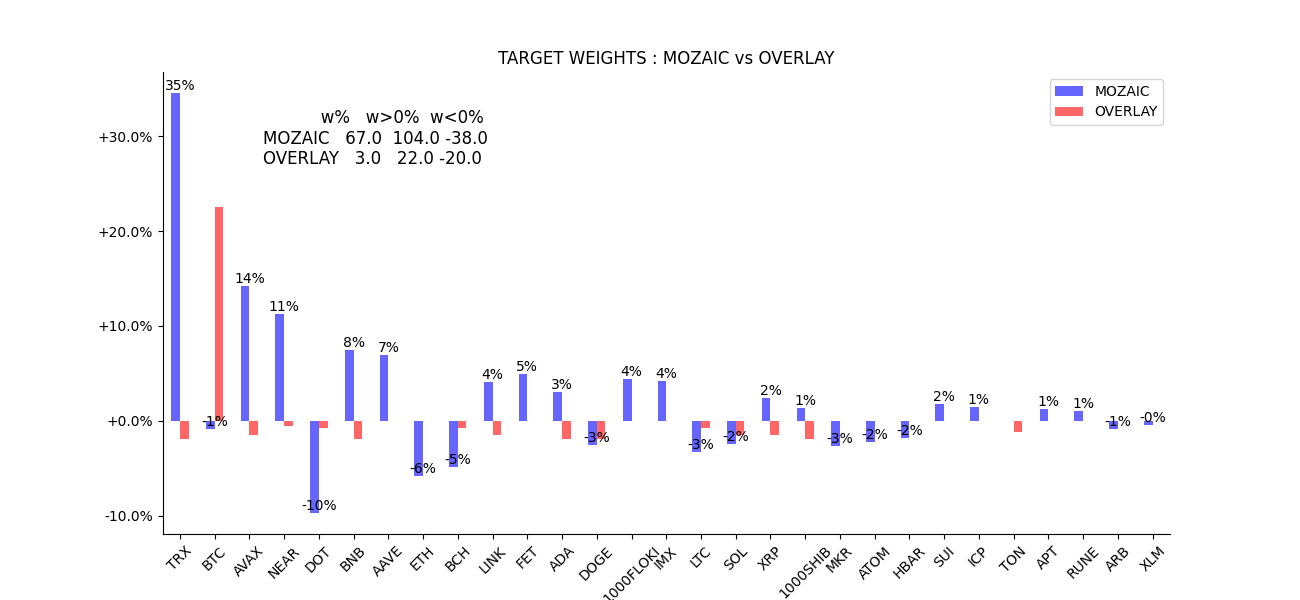 TARGET WEIGHTS : MOZAIC vs OVERLAY
MOZAIC
OVERLAY
w% w>0% w<0%
MOZAIC 67.0 104.0 -38.0
OVERLAY 3.0 22.0 -20.0
+30.0%
+20.0%
+10.0%
+0.0%
-10.0%
35%
-1%
14%
11%
-10%
8%
7%
-6%
-5%
4%
5%
3%
-3%
4%
4%
-3%
-2%
2%
1%
-3%
-2%
-2%
2%
1%
1%
1%
-1%
-0%
TRX
BTC
AVAX
NEAR
DOT
BNB
AAVE
ETH
BCH
LINK
FET
ADA
DOGE
1000FLOKI
IMX
LTC
SOL
XRP
1000SHIB
MKR
ATOM
HBAR
SUI
ICP
TON
APT
RUNE
ARB
XLM